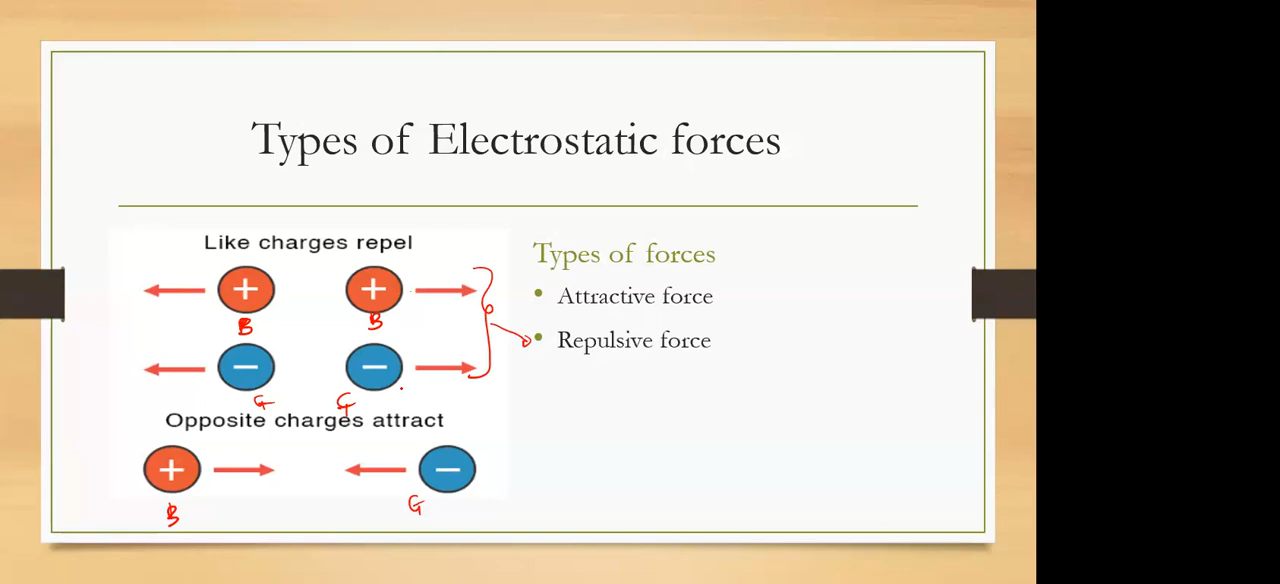 Types of Electrostatic forces
Like charges repel
+ +
B B
− −
G G
Opposite charges attract
+ −
B G
Types of forces
• Attractive force
• Repulsive force